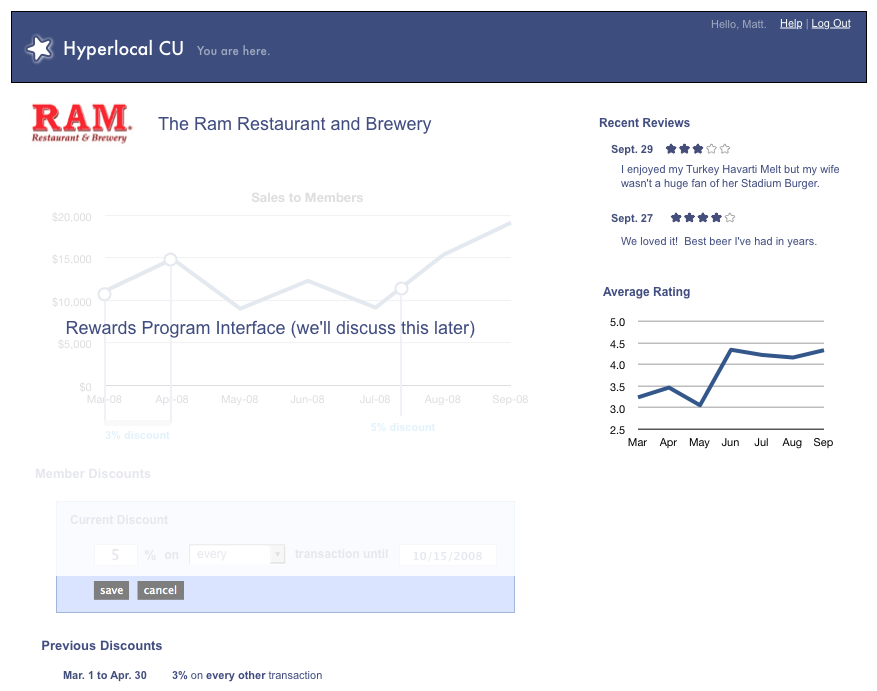 Hello, Matt. Help | Log Out
Hyperlocal CU You are here.
RAM
Restaurant & Brewery
The Ram Restaurant and Brewery
Sales to Members
$20,000
$15,000
$10,000
$5,000
$0
Mar-08 Apr-08 May-08 Jun-08 Jul-08 Aug-08 Sep-08
3% discount
5% discount
Rewards Program Interface (we'll discuss this later)
Member Discounts
Current Discount
5 % on every transaction until 10/15/2008
save cancel
Previous Discounts
Mar. 1 to Apr. 30 3% on every other transaction
Recent Reviews
Sept. 29
I enjoyed my Turkey Havarti Melt but my wife
wasn't a huge fan of her Stadium Burger.
Sept. 27
We loved it! Best beer I've had in years.
Average Rating
5.0
4.5
4.0
3.5
3.0
2.5
Mar Apr May Jun Jul Aug Sep